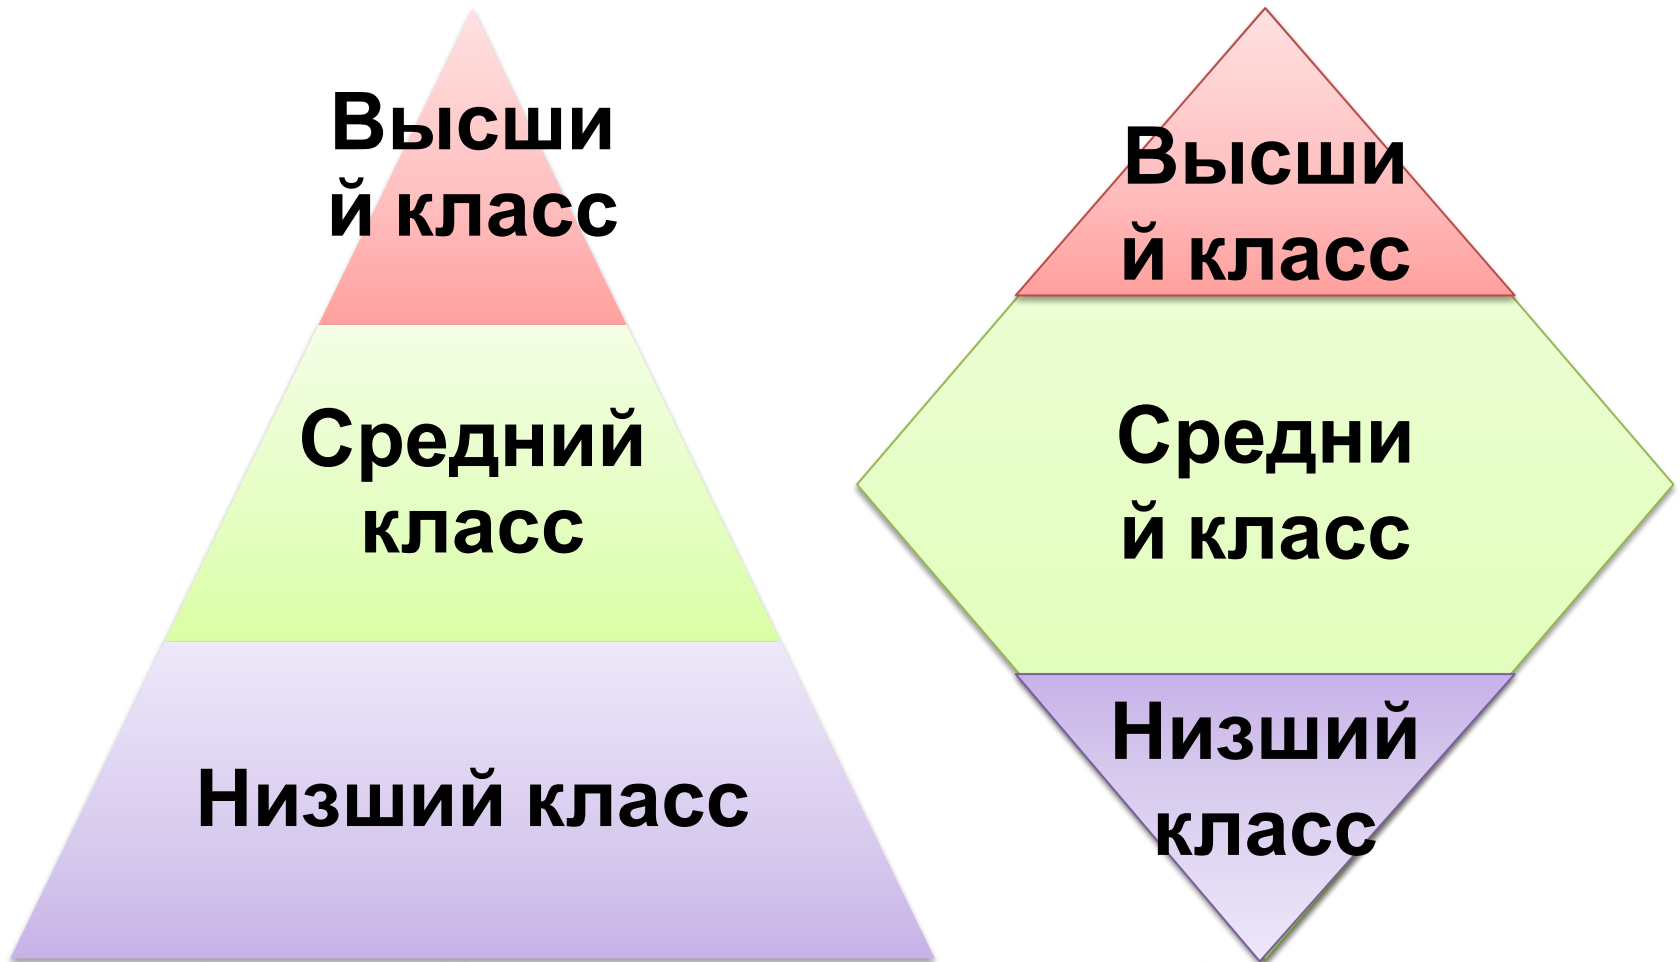 Высши
й класс
Средний
класс
Низший класс
Высши
й класс
Средни
й класс
Низший
класс